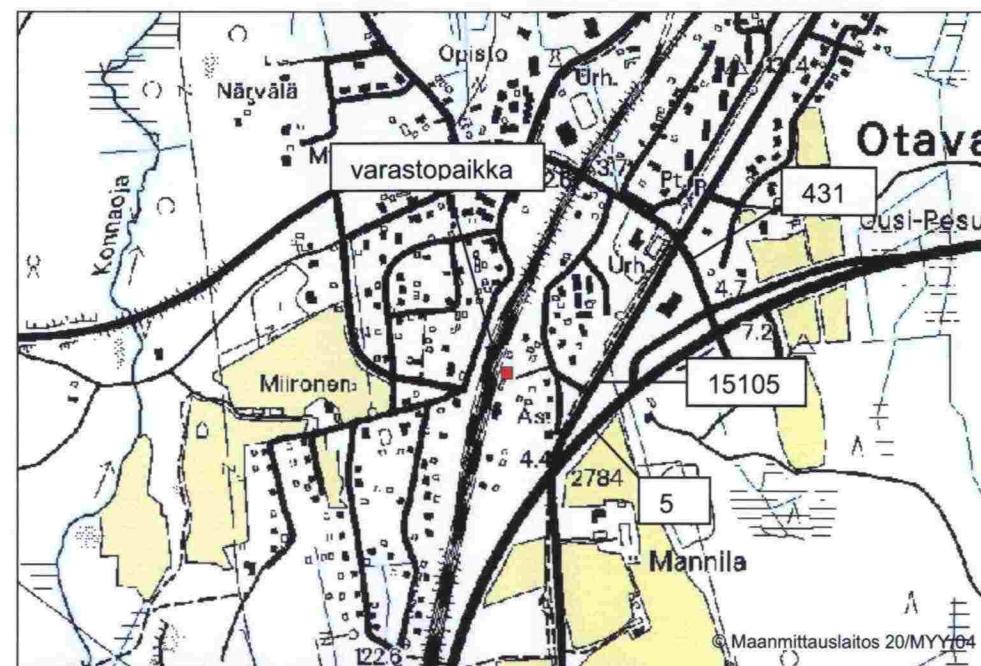 Opisto
Urh.
Närvälä
Otava
varastopaikka
3.7
Pt.
431
Konnaoja
Uusi-Pesu
Urh.
4.7
7.2
Miironen
15105
As.
4.4
2784
5
Mannila
© Maanmittauslaitos 20/MYY/04
122.6